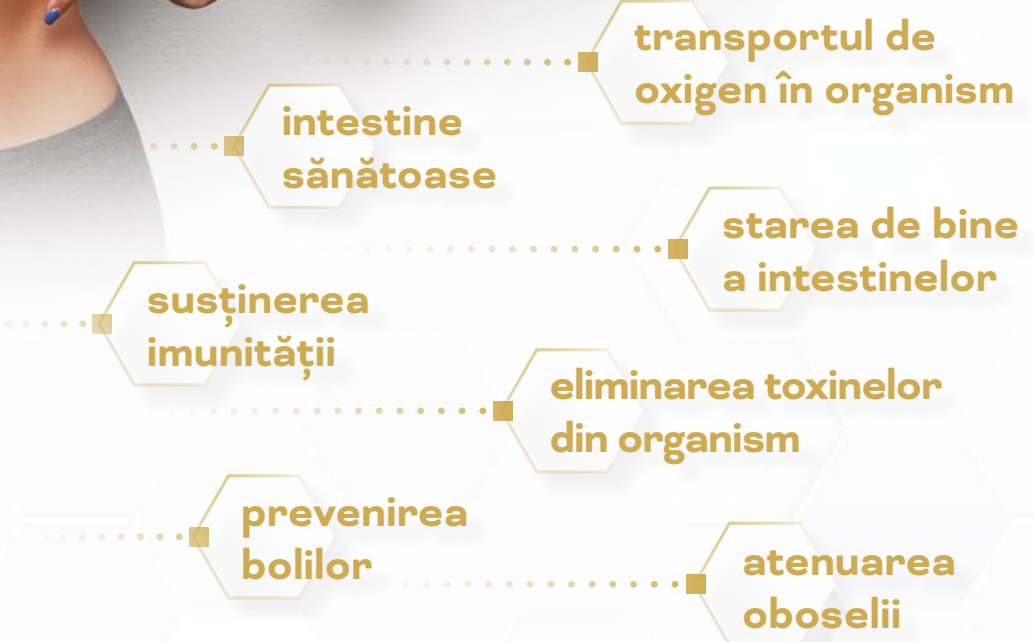 transportul de
oxigen în organism
intestine
sănătoase
starea de bine
a intestinelor
susținerea
imunității
eliminarea toxinelor
din organism
prevenirea
bolilor
atenuarea
oboselii